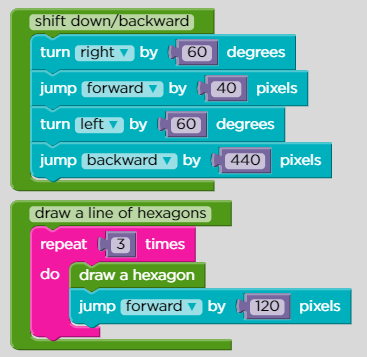 shift down/backward
turn right by 60 degrees
jump forward by 40 pixels
turn left by 60 degrees
jump backward by 440 pixels
draw a line of hexagons
repeat 3 times
do draw a hexagon
jump forward by 120 pixels